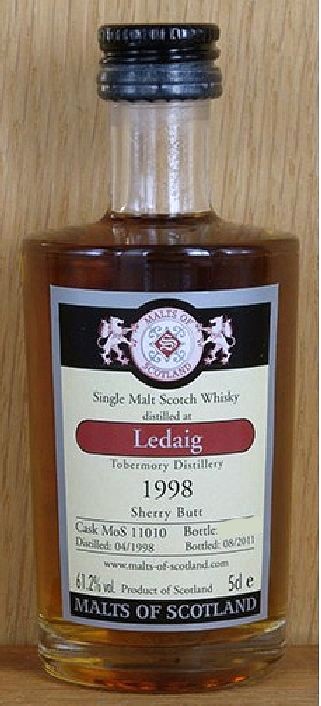 MALTS OF
SCOTLAND
Single Malt Scotch Whisky
distilled at
Ledaig
Tobermory Distillery
1998
Sherry Butt
Cask MoS 11010 Bottle:
Distilled: 04/1998 Bottled: 08/2011
www.malts-of-scotland.com
61.2% vol. Product of Scotland 5cl e
MALTS OF SCOTLAND